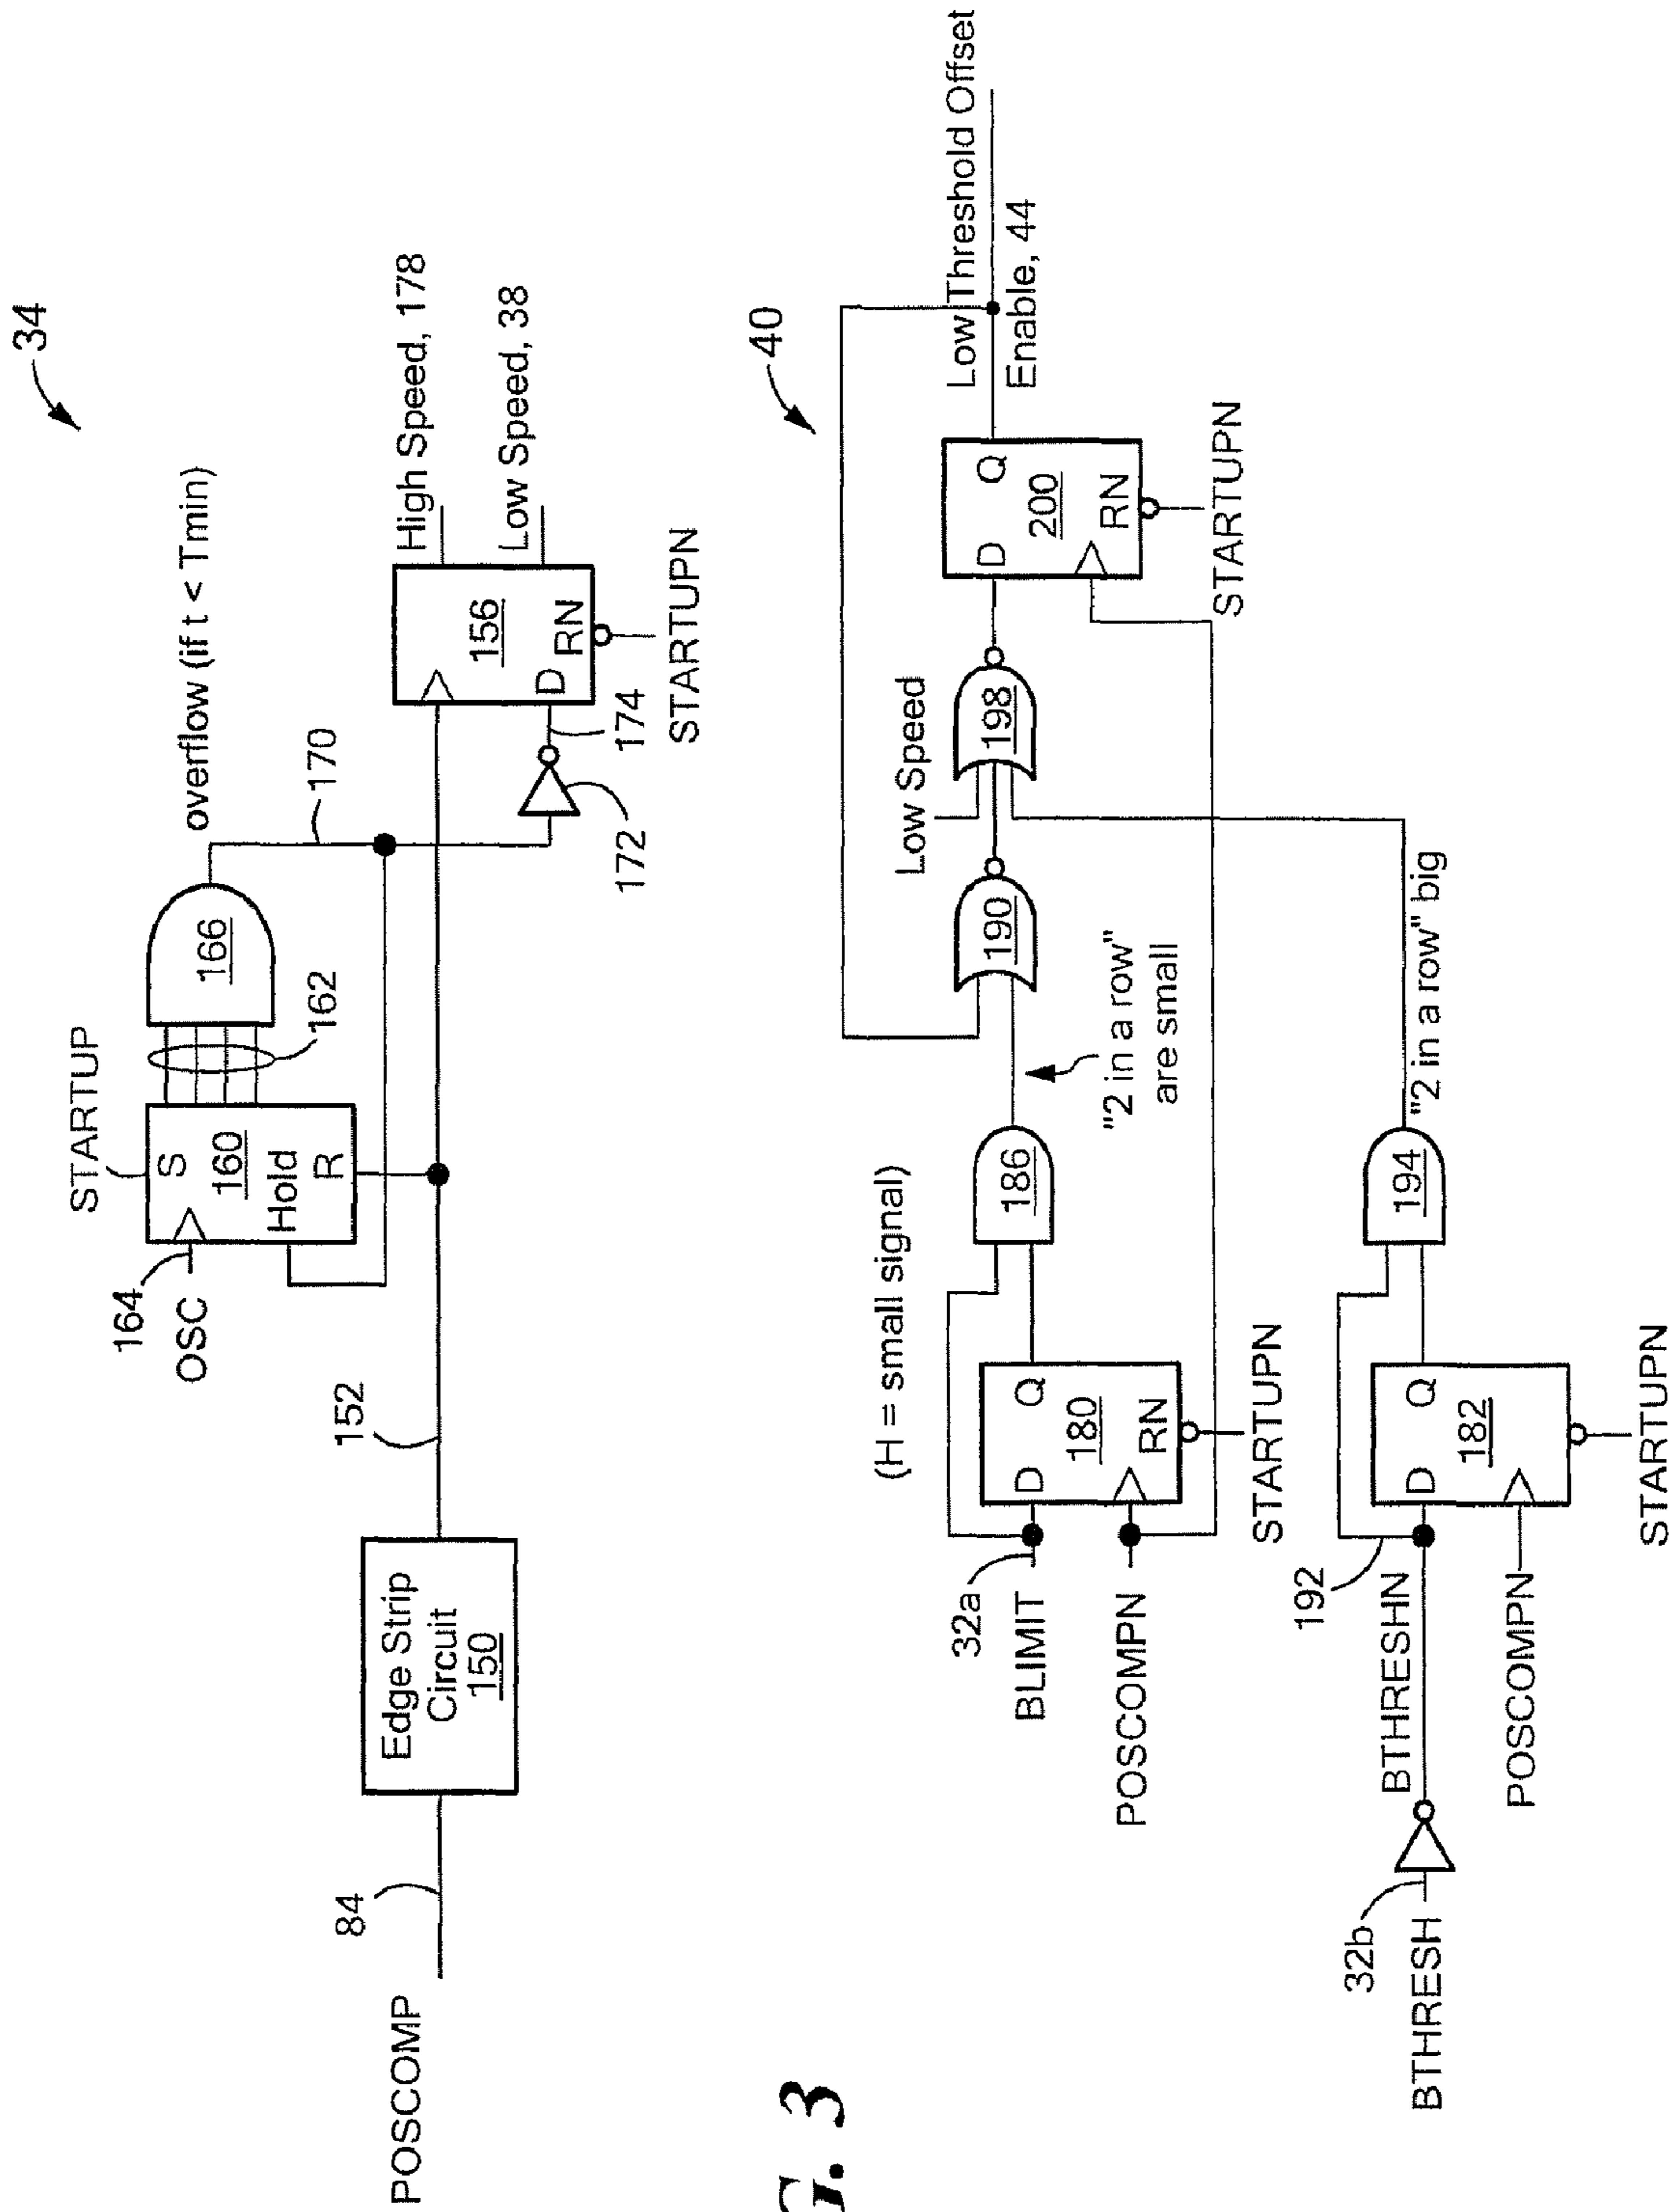 34
POSCOMP
84
Edge Strip
Circuit
150
152
164
OSC
STARTUP
S
160
Hold
R
162
166
overflow (if t < Tmin)
170
172
174
156
D
RN
STARTUPN
High Speed, 178
Low Speed, 38
40
BLIMIT
32a
POSCOMPN
D
Q
180
RN
STARTUPN
(H = small signal)
186
"2 in a row"
are small
190
Low Speed
198
D
Q
200
RN
STARTUPN
Low Threshold Offset
Enable, 44
BTHRESH
32b
BTHRESHN
192
POSCOMPN
D
Q
182
STARTUPN
194
"2 in a row" big
G. 3